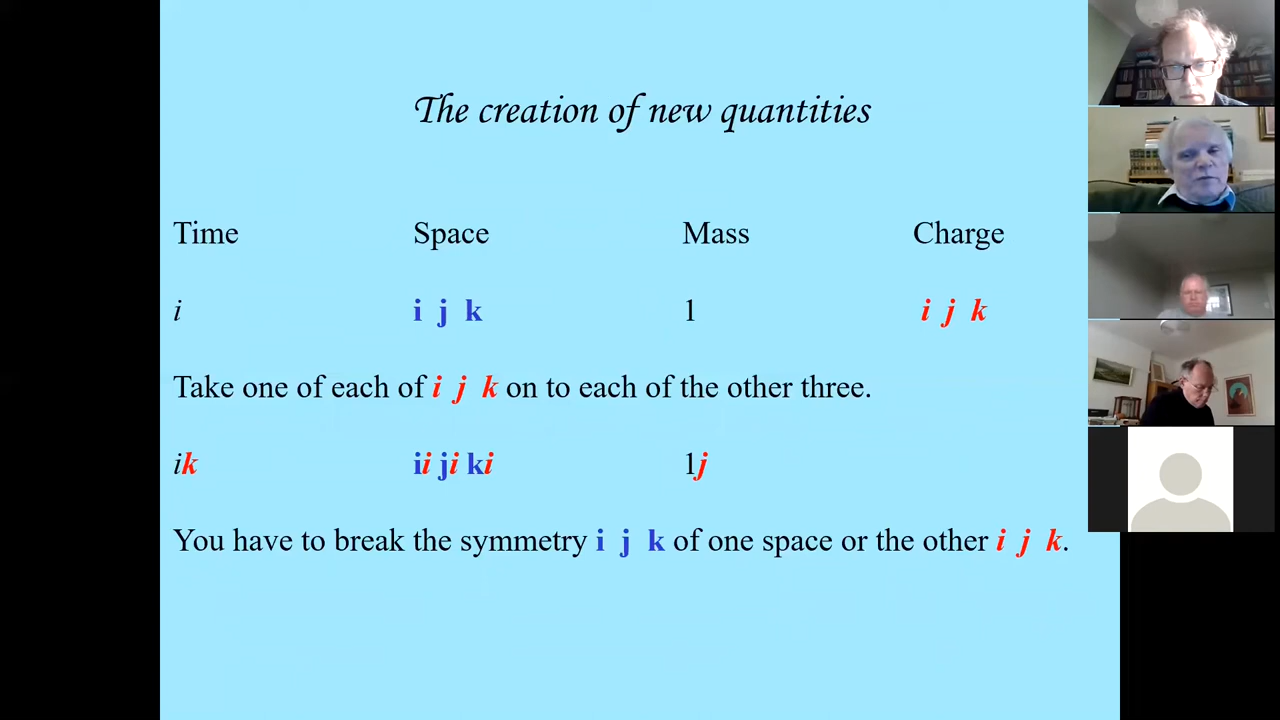 The creation of new quantities
Time Space Mass Charge
i i j k 1 i j k
Take one of each of i j k on to each of the other three.
ik ii ji ki 1j
You have to break the symmetry i j k of one space or the other i j k.